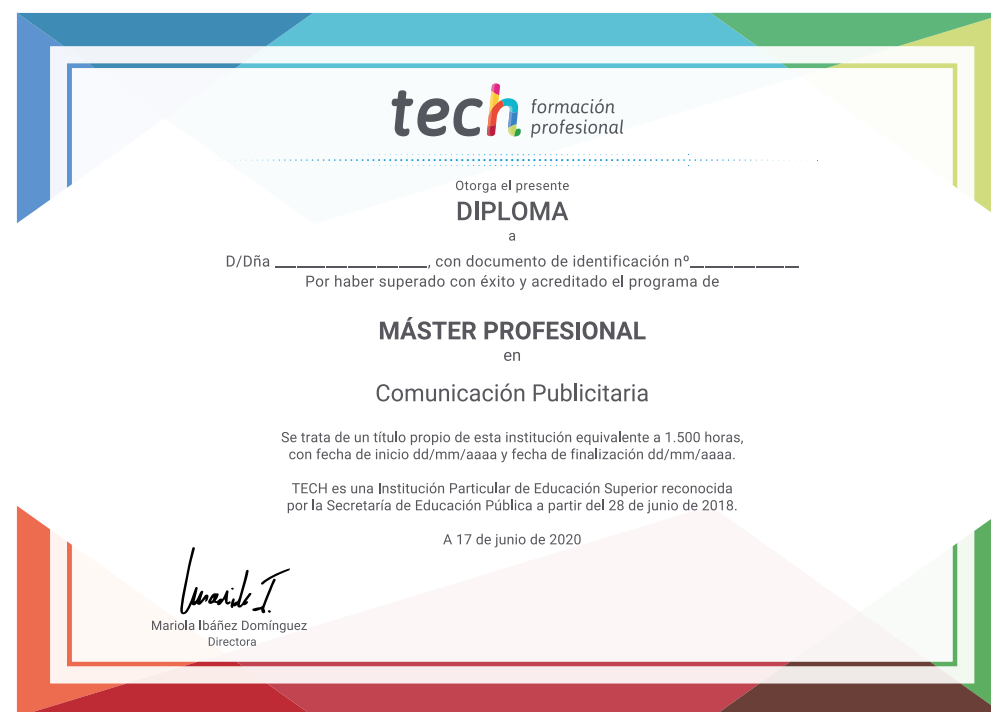 tech formación
profesional
Otorga el presente
DIPLOMA
a
D/Dña ___________________, con documento de identificación nº______________
Por haber superado con éxito y acreditado el programa de
MÁSTER PROFESIONAL
en
Comunicación Publicitaria
Se trata de un título propio de esta institución equivalente a 1.500 horas,
con fecha de inicio dd/mm/aaaa y fecha de finalización dd/mm/aaaa.
TECH es una Institución Particular de Educación Superior reconocida
por la Secretaría de Educación Pública a partir del 28 de junio de 2018.
A 17 de junio de 2020
Mariola Ibáñez Domínguez
Directora